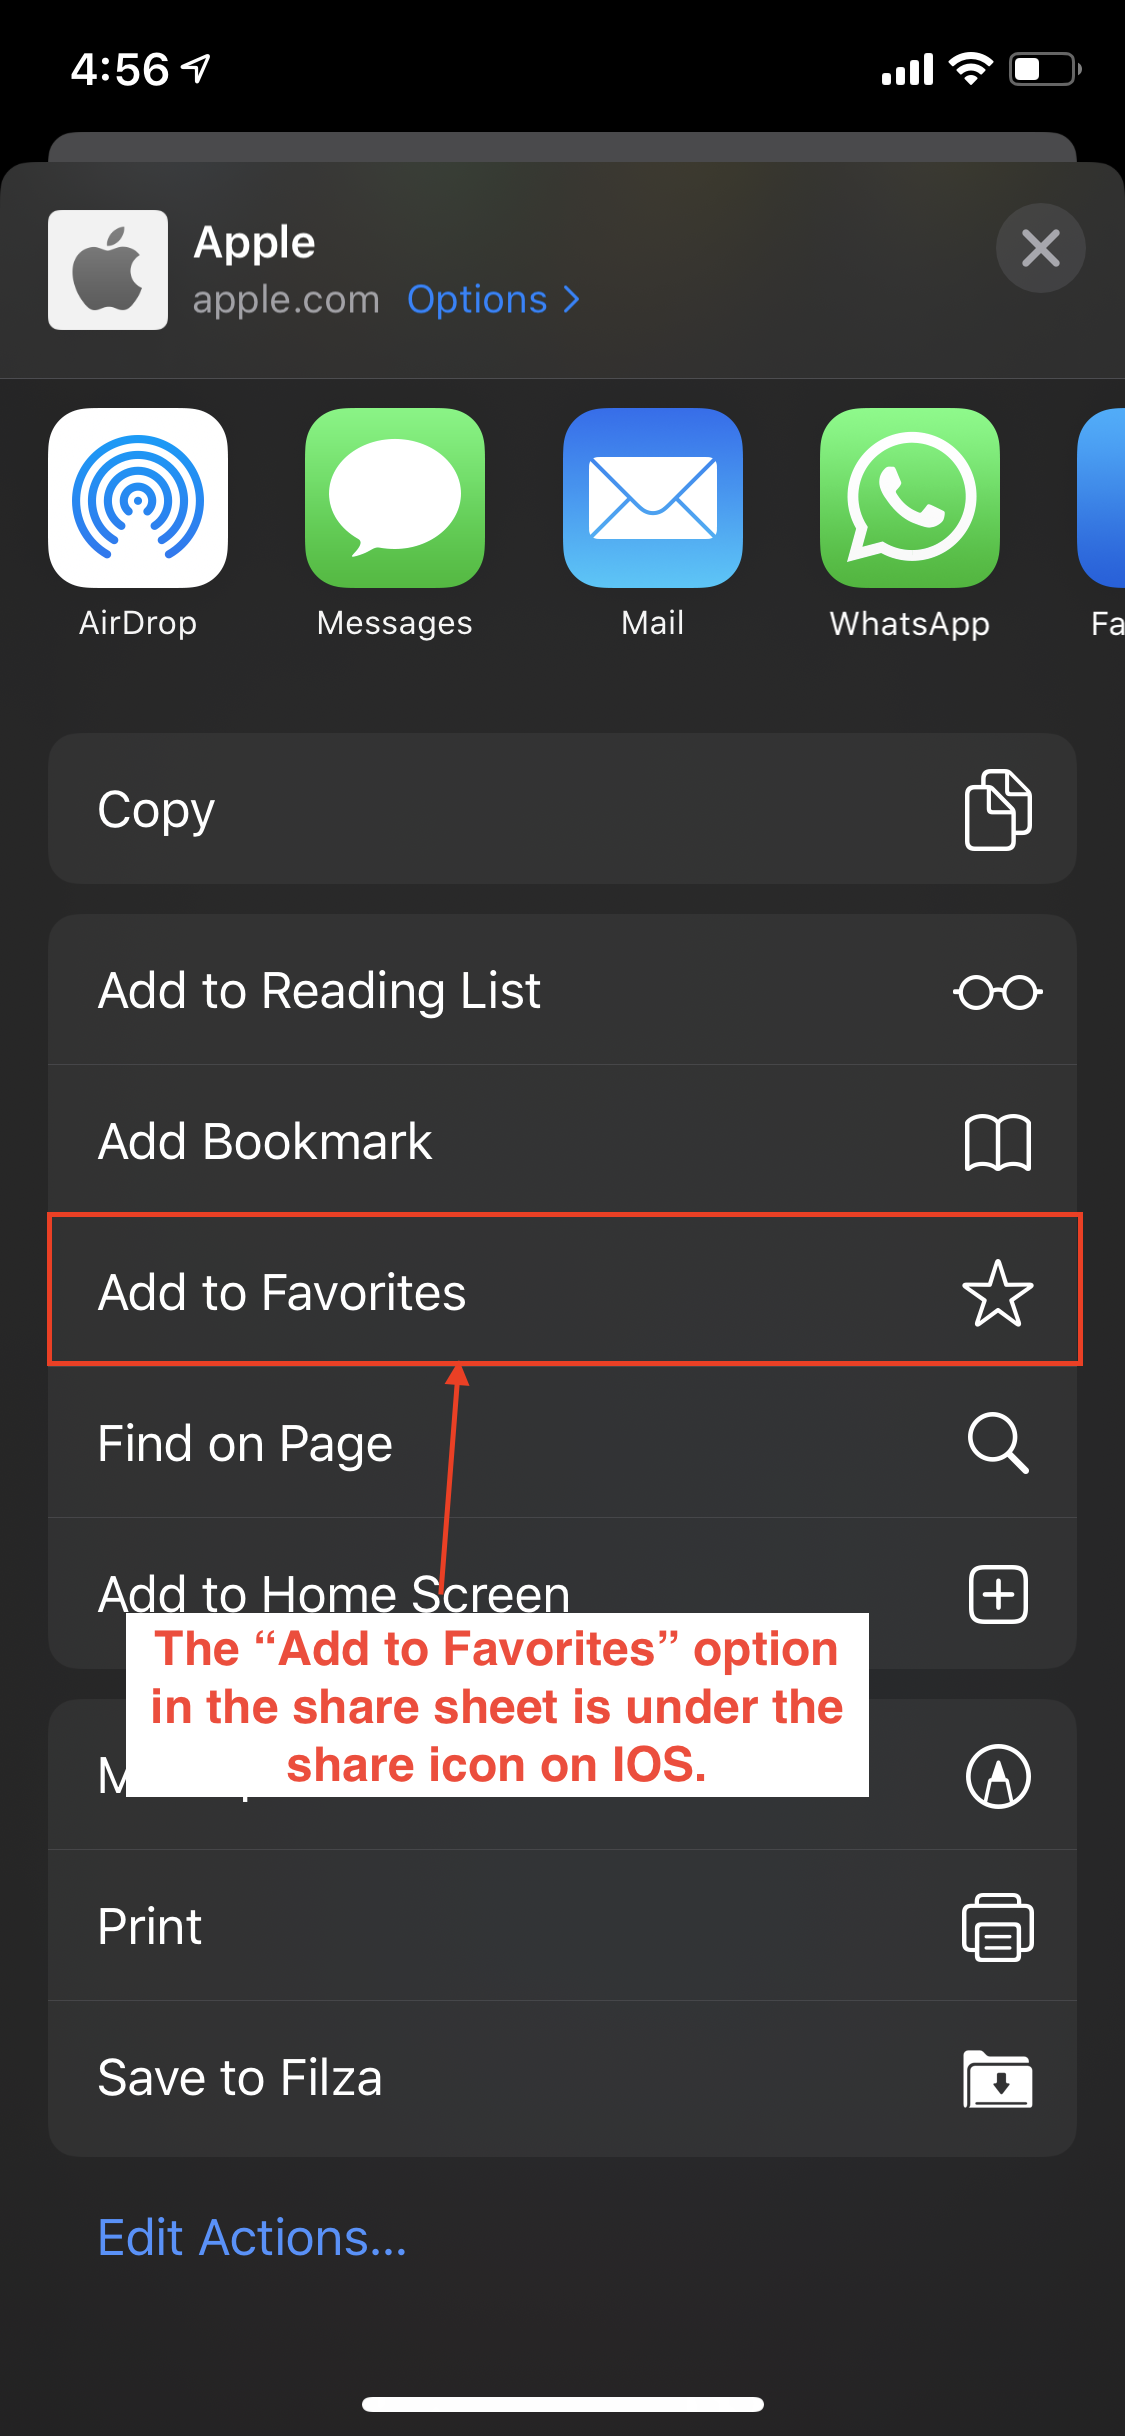 4:56
Apple
apple.com Options
AirDrop Messages Mail WhatsApp Fa
Copy
Add to Reading List
Add Bookmark
Add to Favorites
Find on Page
Add to Home Screen
The “Add to Favorites” option
in the share sheet is under the
share icon on IOS.
Print
Save to Filza
Edit Actions...